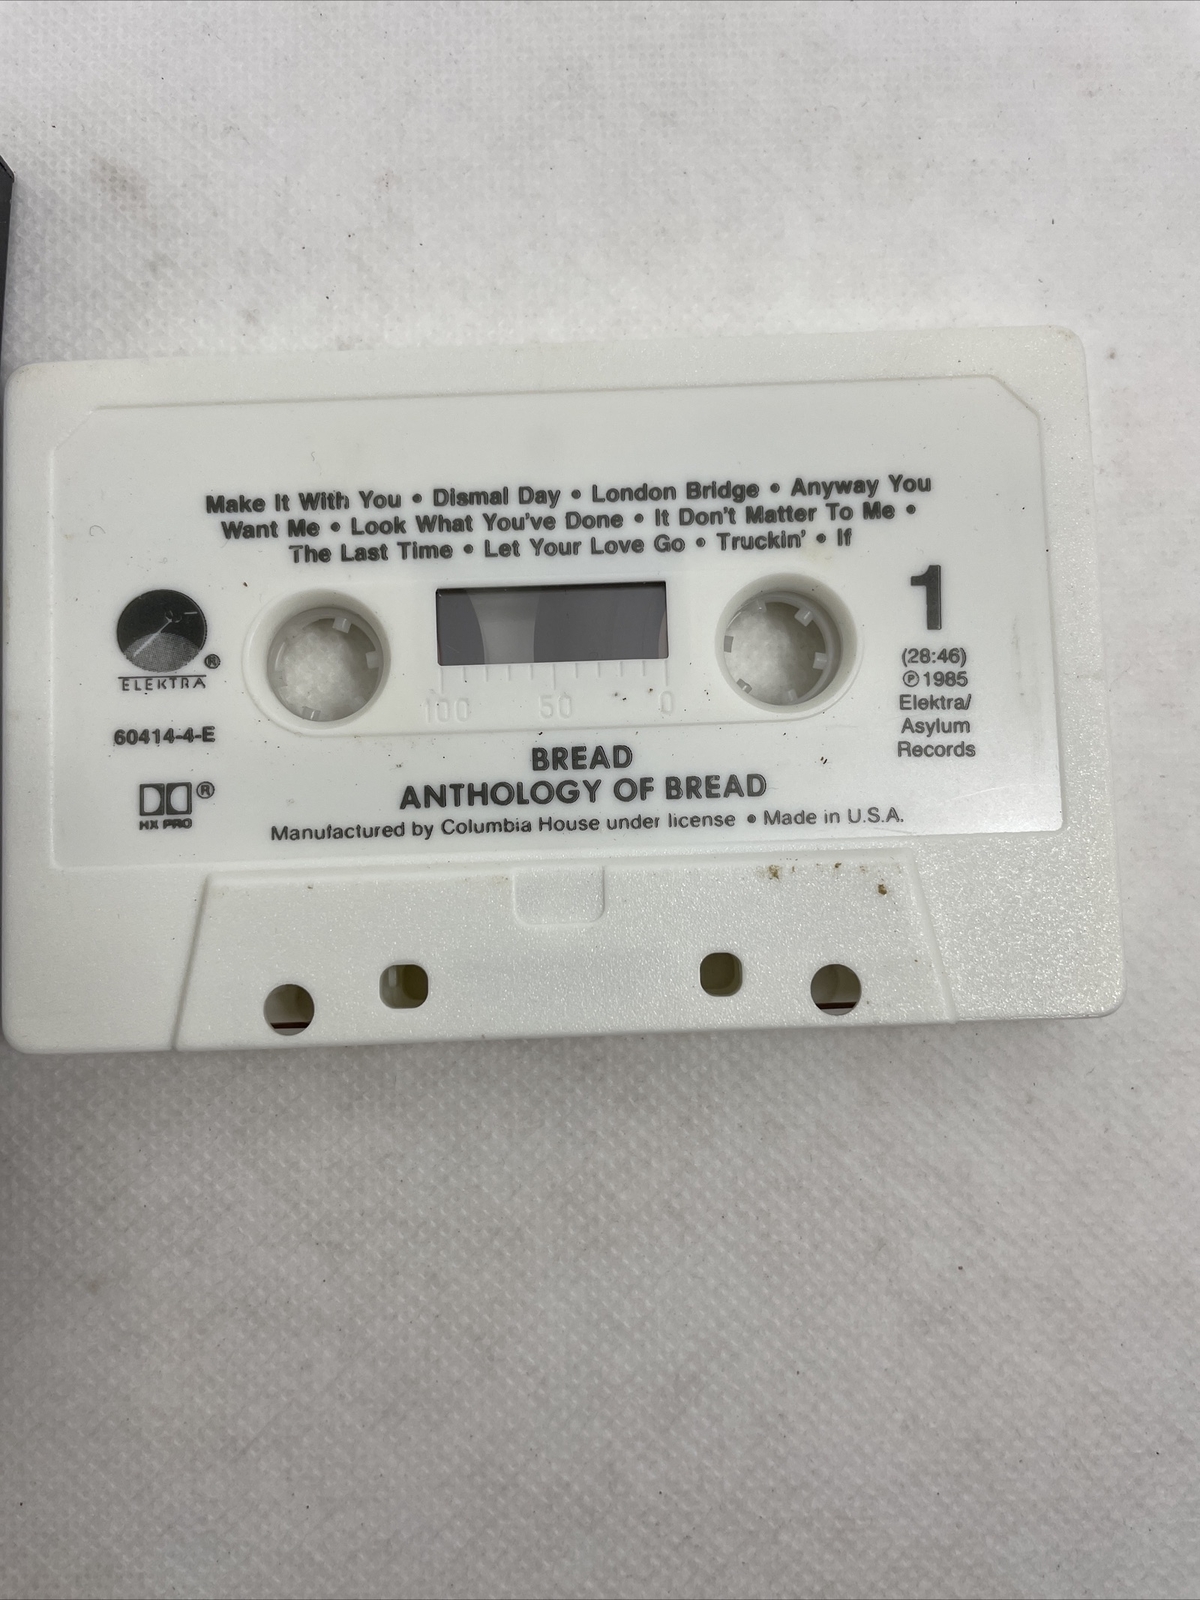 Make It With You • Dismal Day • London Bridge • Anyway You
Want Me • Look What You've Done • It Don't Matter To Me •
The Last Time • Let Your Love Go • Truckin' • If
1
(28:46)
℗ 1985
Elektra/
Asylum
Records
®
ELEKTRA
60414-4-E
®
HX PRO
100 50 0
BREAD
ANTHOLOGY OF BREAD
Manufactured by Columbia House under license • Made in U.S.A.